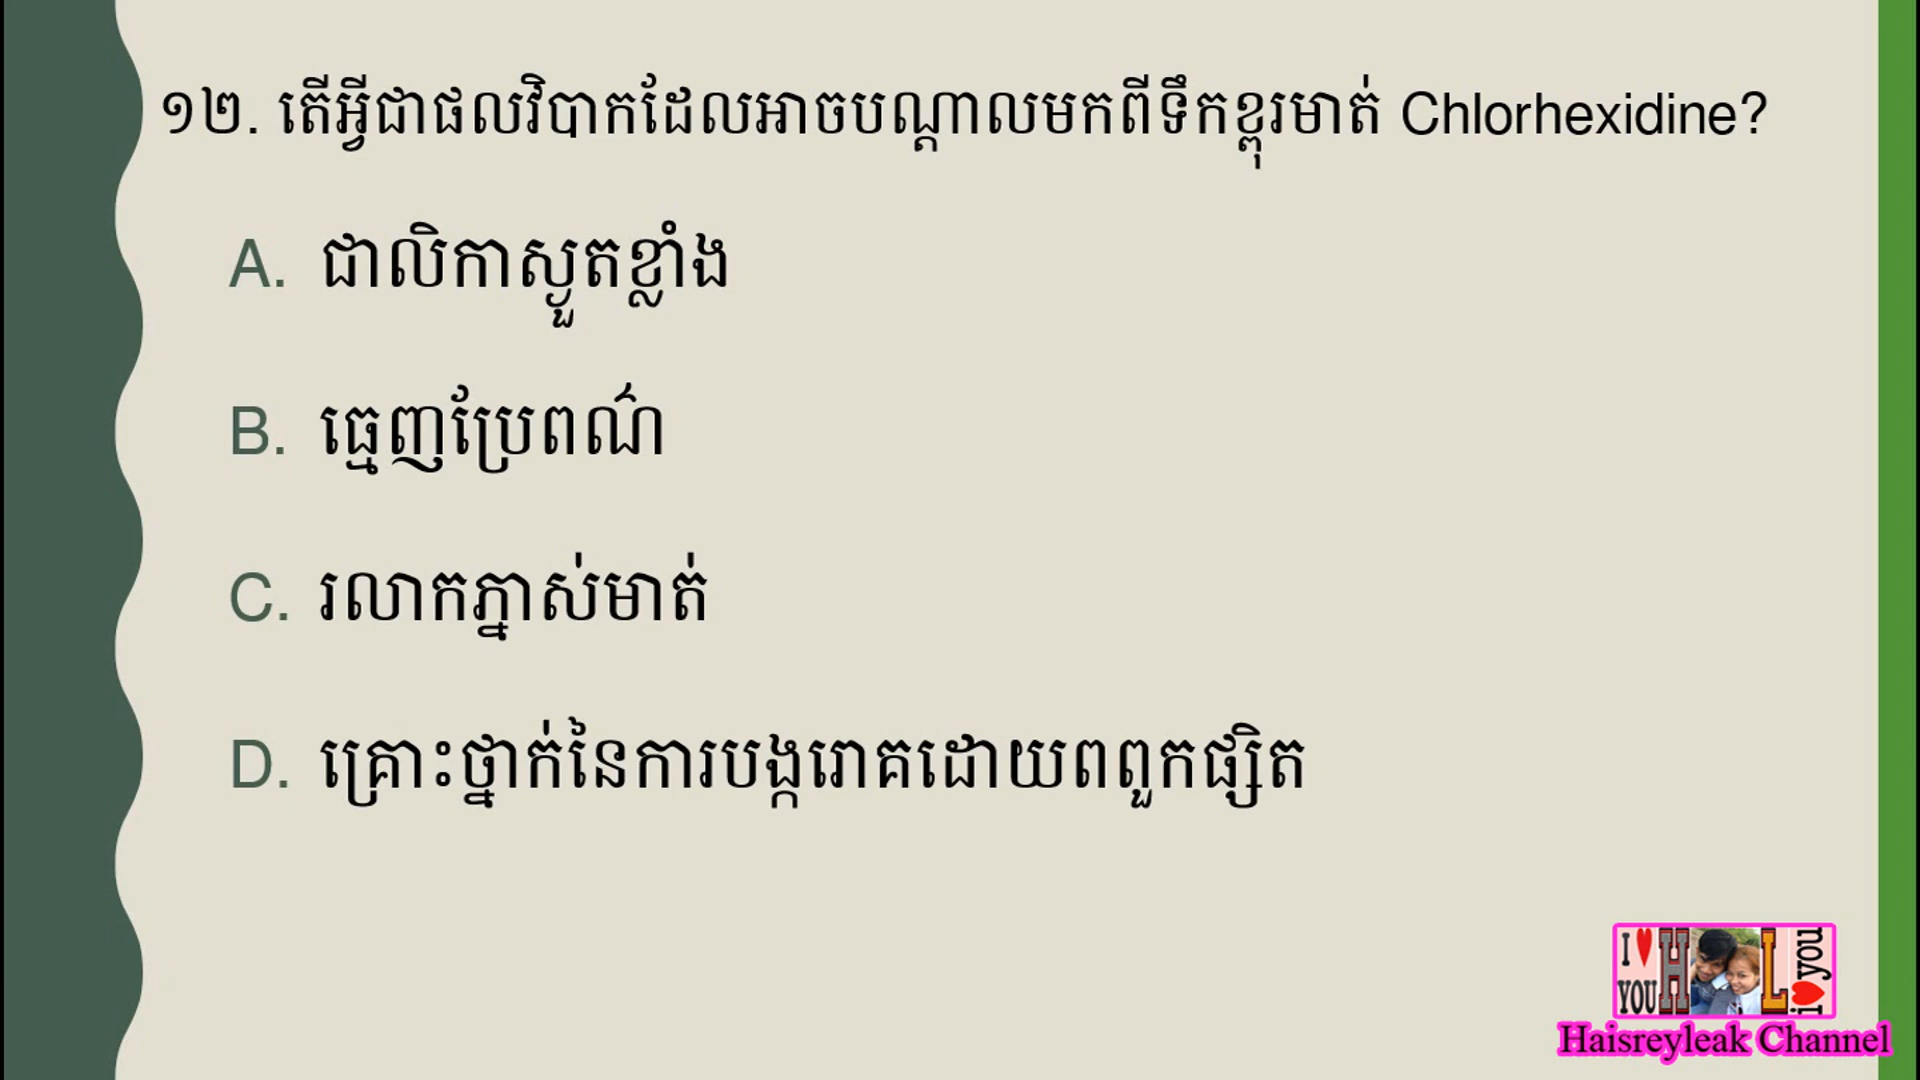 ១២. តើអ្វីជាផលវិបាកដែលអាចបណ្តាលមកពីទឹកខ្ពុរមាត់ Chlorhexidine?
A. ជាលិកាស្ងួតខ្លាំង
B. ធ្មេញប្រែពណ៌
C. រលាកភ្នាស់មាត់
D. គ្រោះថ្នាក់នៃការបង្ករោគដោយពពួកផ្សិត
I ♥ YOU H L i ♥ you
Haisreyleak Channel